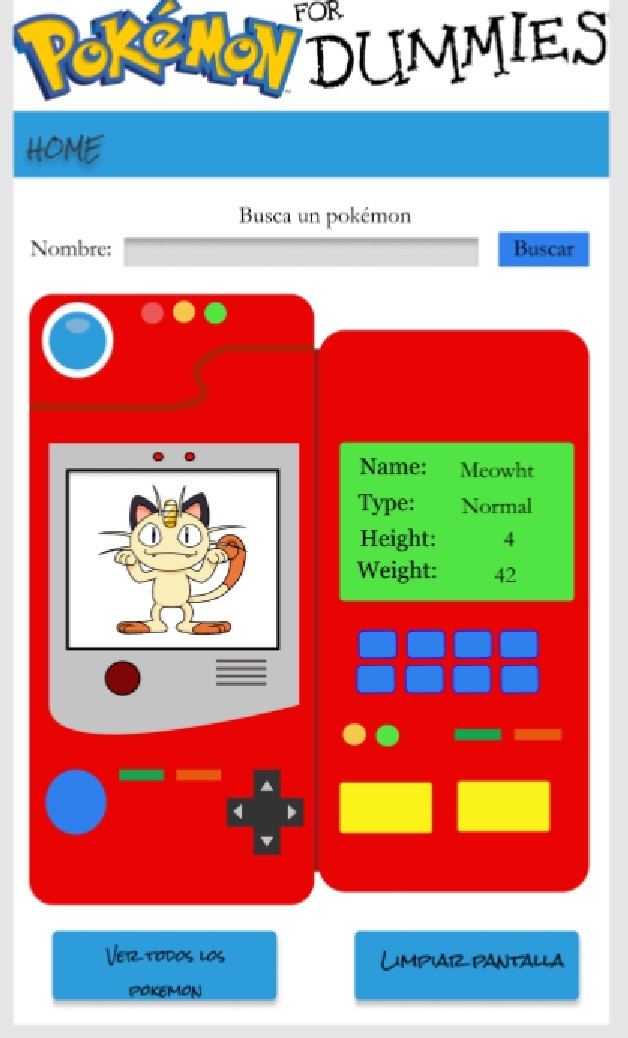 Pokémon FOR DUMMIES
HOME
Busca un pokémon
Nombre: Buscar
Name: Meowht
Type: Normal
Height: 4
Weight: 42
Ver todos los
pokemon
Limpiar pantalla